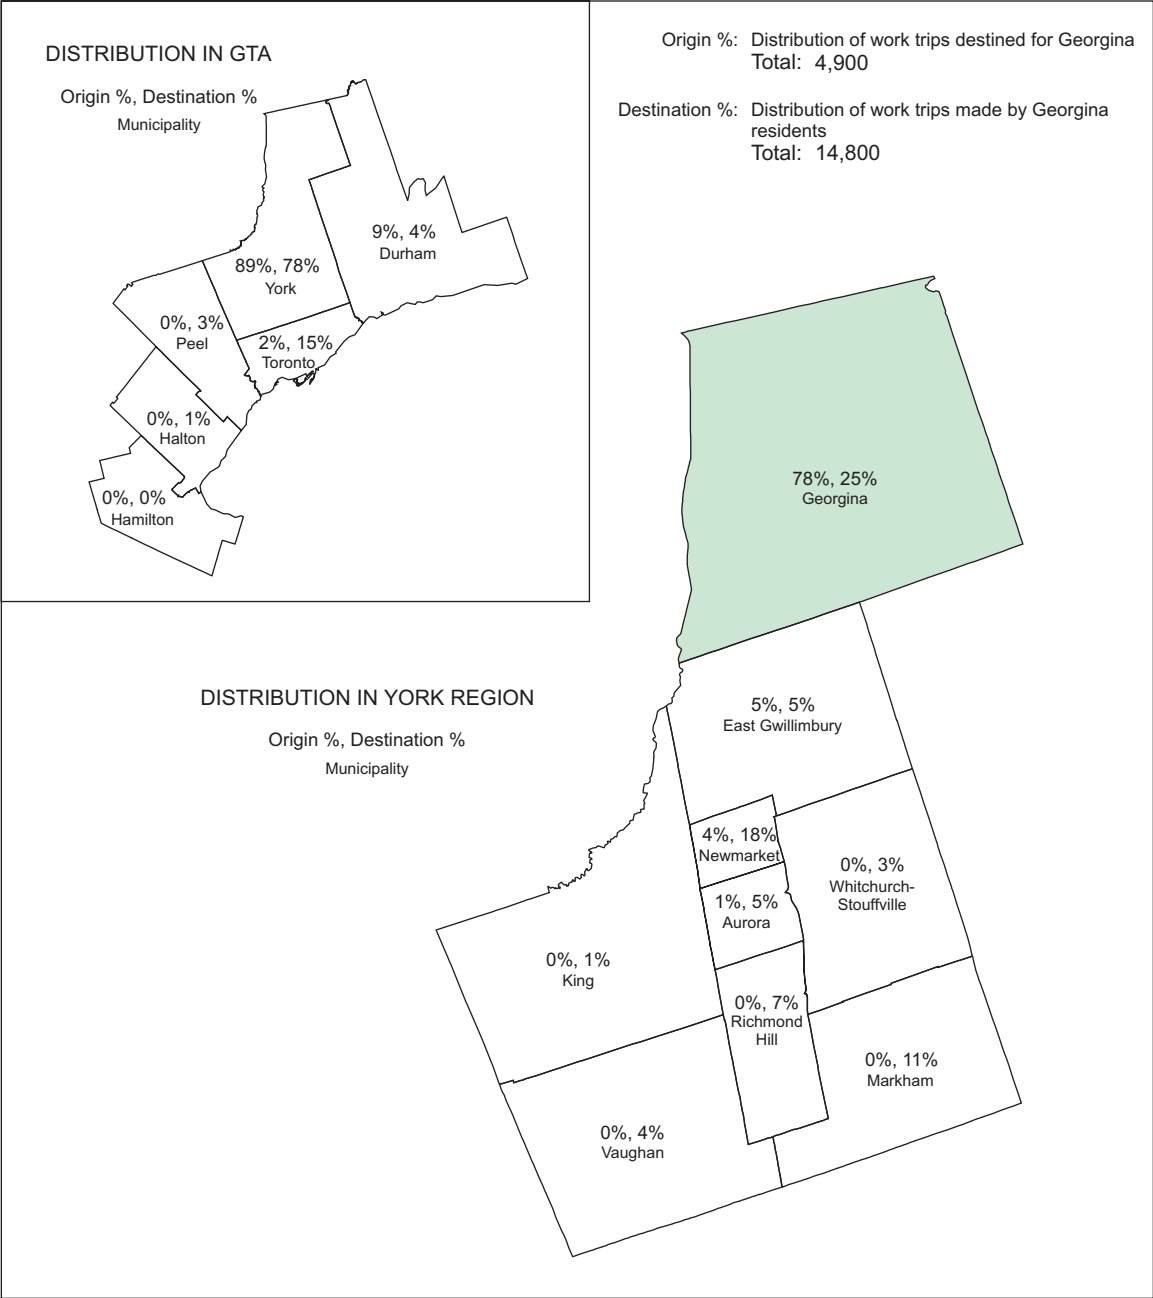 DISTRIBUTION IN GTA
Origin %, Destination %
Municipality
9%, 4%
Durham
89%, 78%
York
0%, 3%
Peel
2%, 15%
Toronto
0%, 1%
Halton
0%, 0%
Hamilton
Origin %: Distribution of work trips destined for Georgina
Total: 4,900
Destination %: Distribution of work trips made by Georgina
residents
Total: 14,800
78%, 25%
Georgina
DISTRIBUTION IN YORK REGION
Origin %, Destination %
Municipality
5%, 5%
East Gwillimbury
4%, 18%
Newmarket
0%, 3%
Whitchurch-
Stouffville
1%, 5%
Aurora
0%, 1%
King
0%, 7%
Richmond
Hill
0%, 11%
Markham
0%, 4%
Vaughan